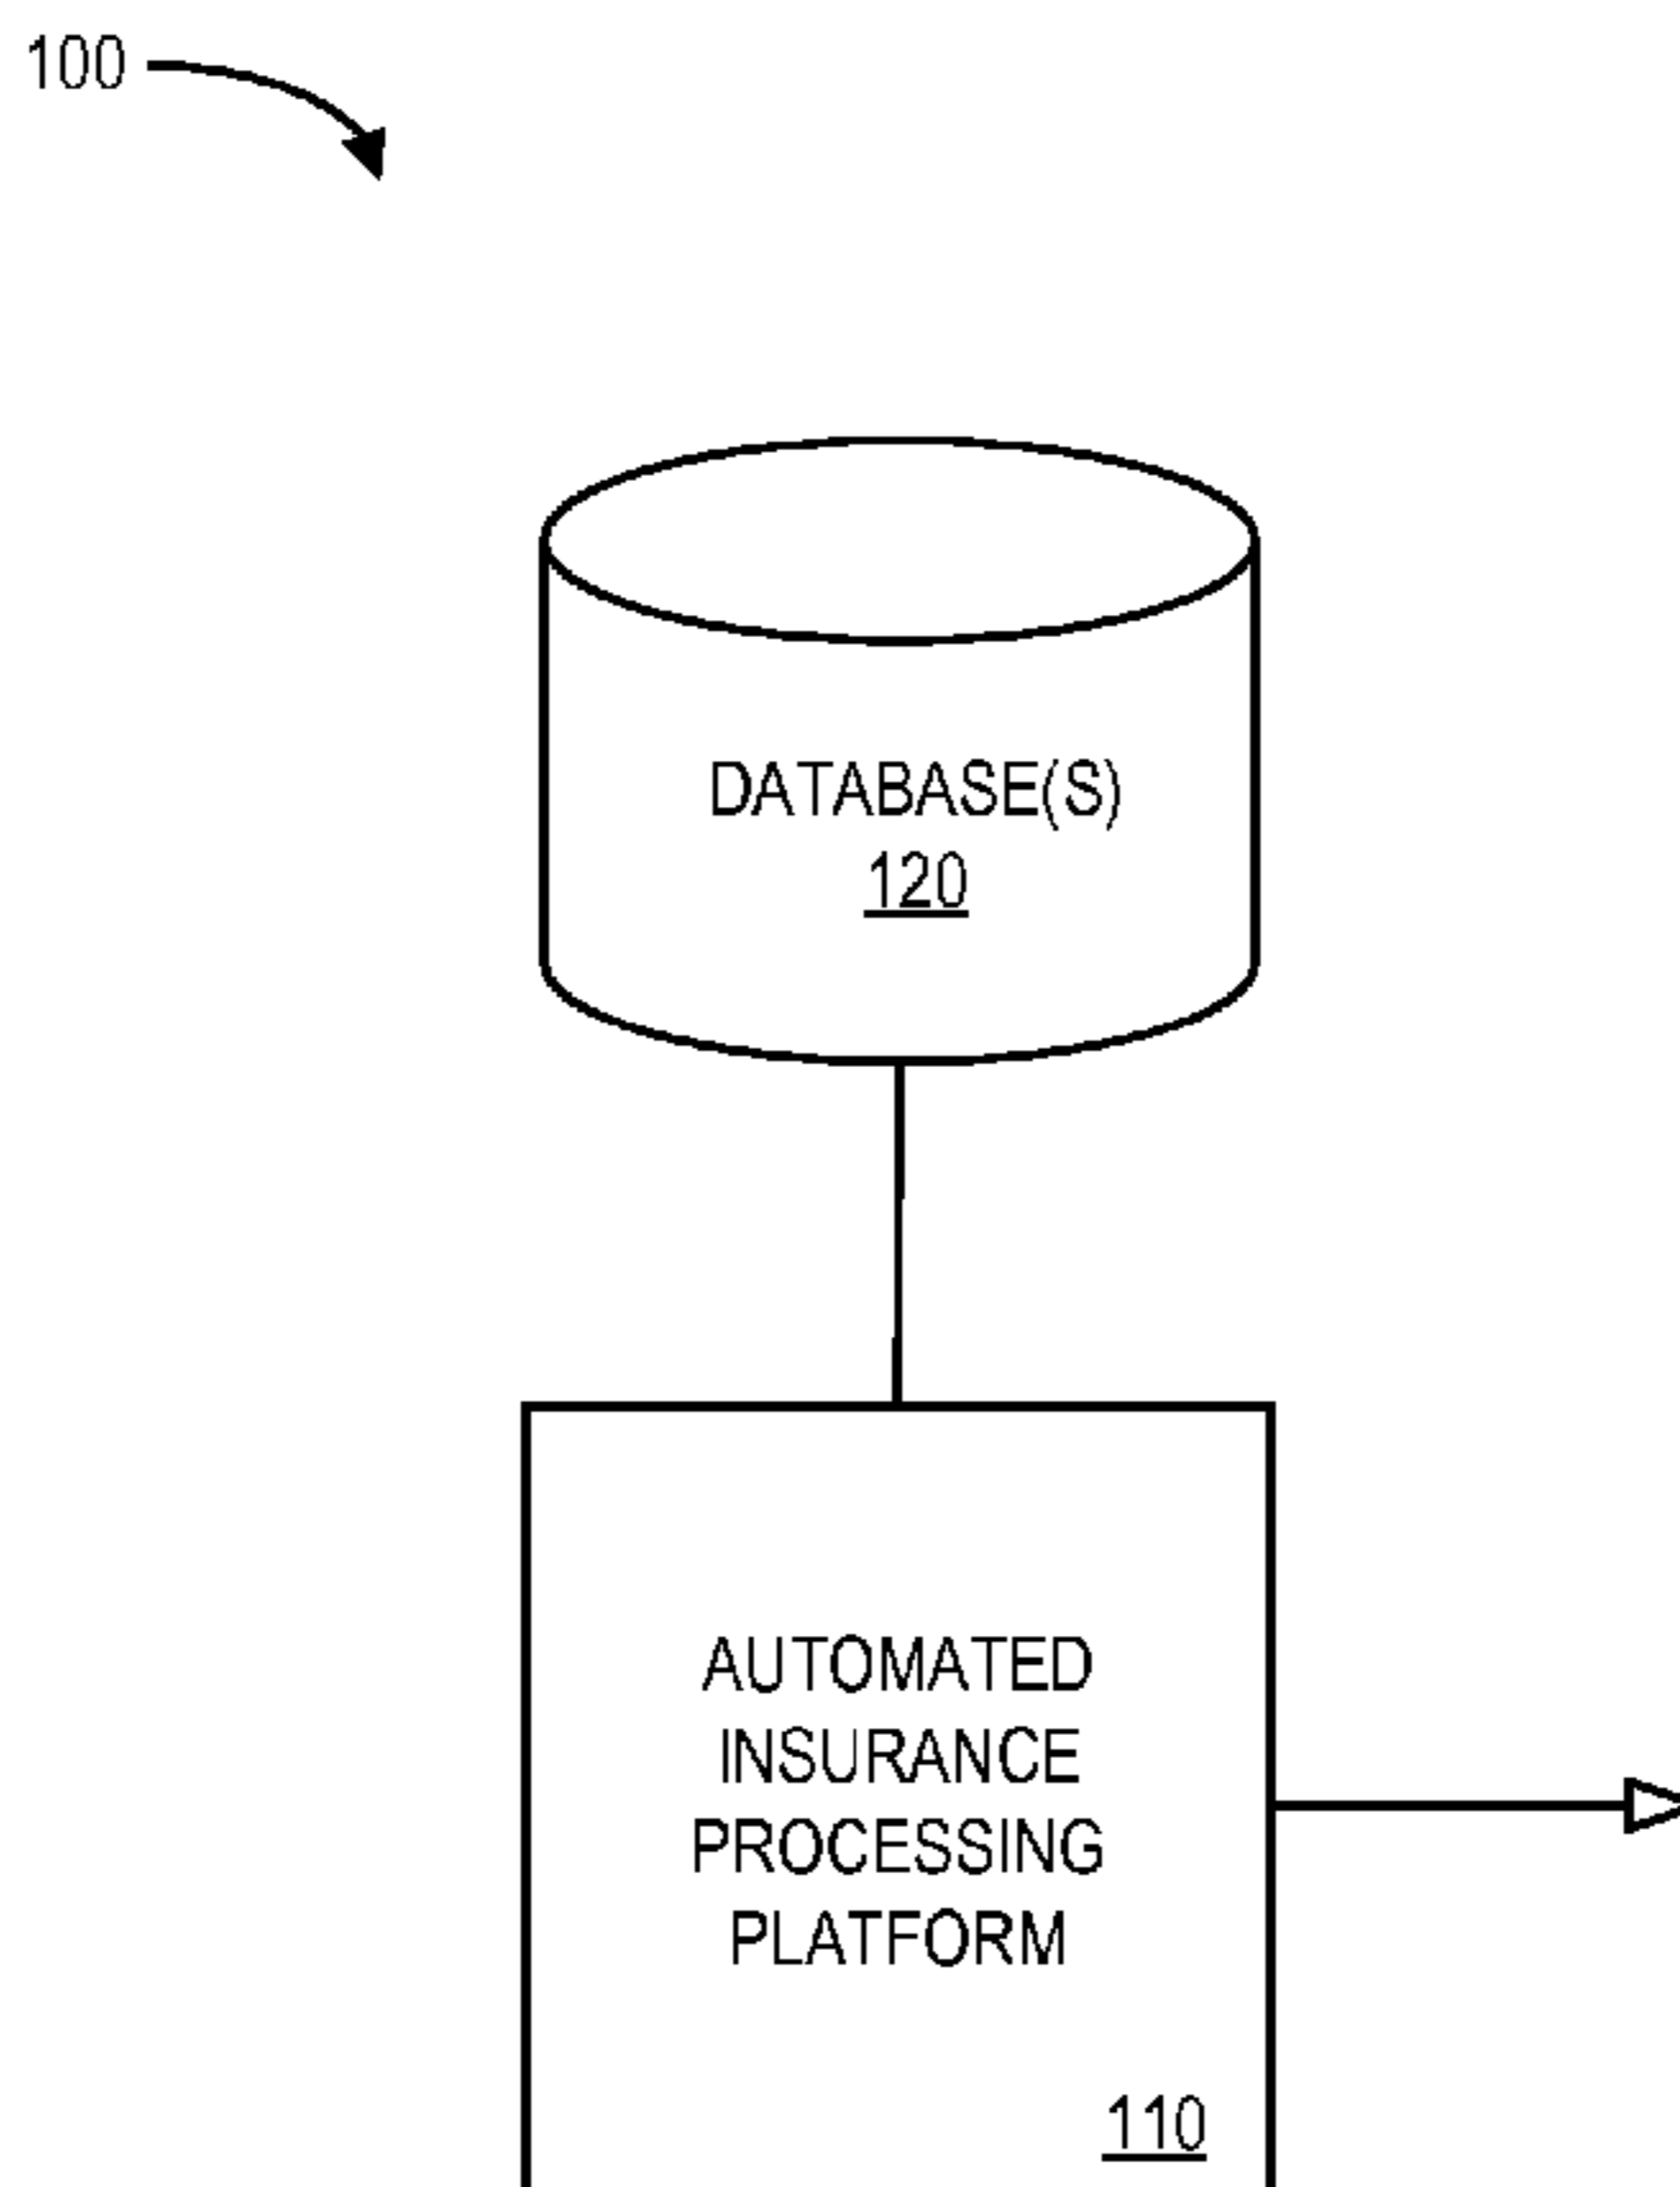 100
DATABASE(S)
120
AUTOMATED
INSURANCE
PROCESSING
PLATFORM
110